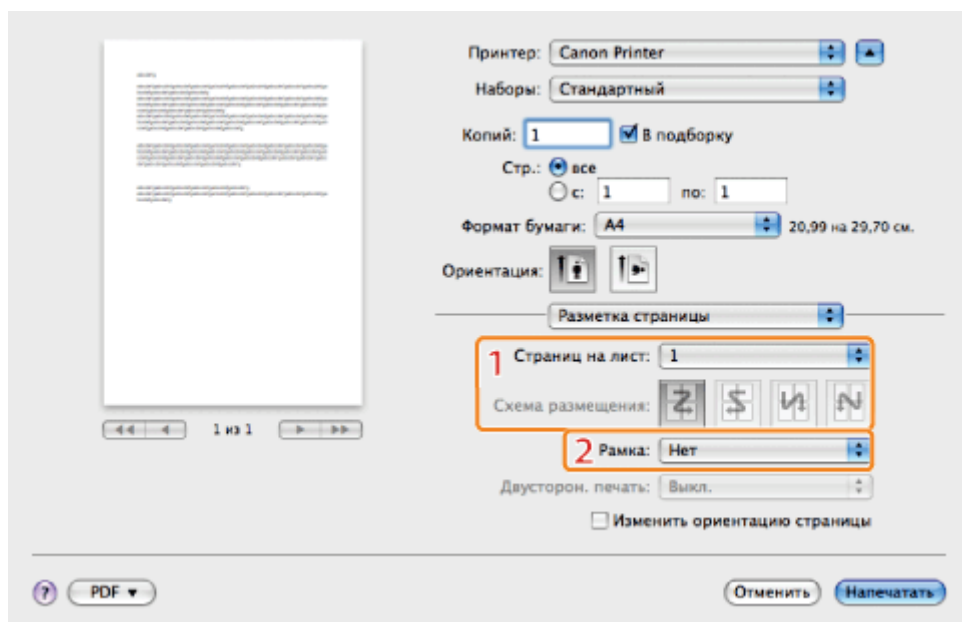 Принтер: Canon Printer
Наборы: Стандартный
Копий: 1 В подборку
Стр.: все
с: 1 по: 1
Формат бумаги: A4 20,99 на 29,70 см.
Ориентация:
Разметка страницы
1 Страниц на лист: 1
Схема размещения:
1 из 1
2 Рамка: Нет
Двусторон. печать: Выкл.
Изменить ориентацию страницы
? PDF Отменить Напечатать